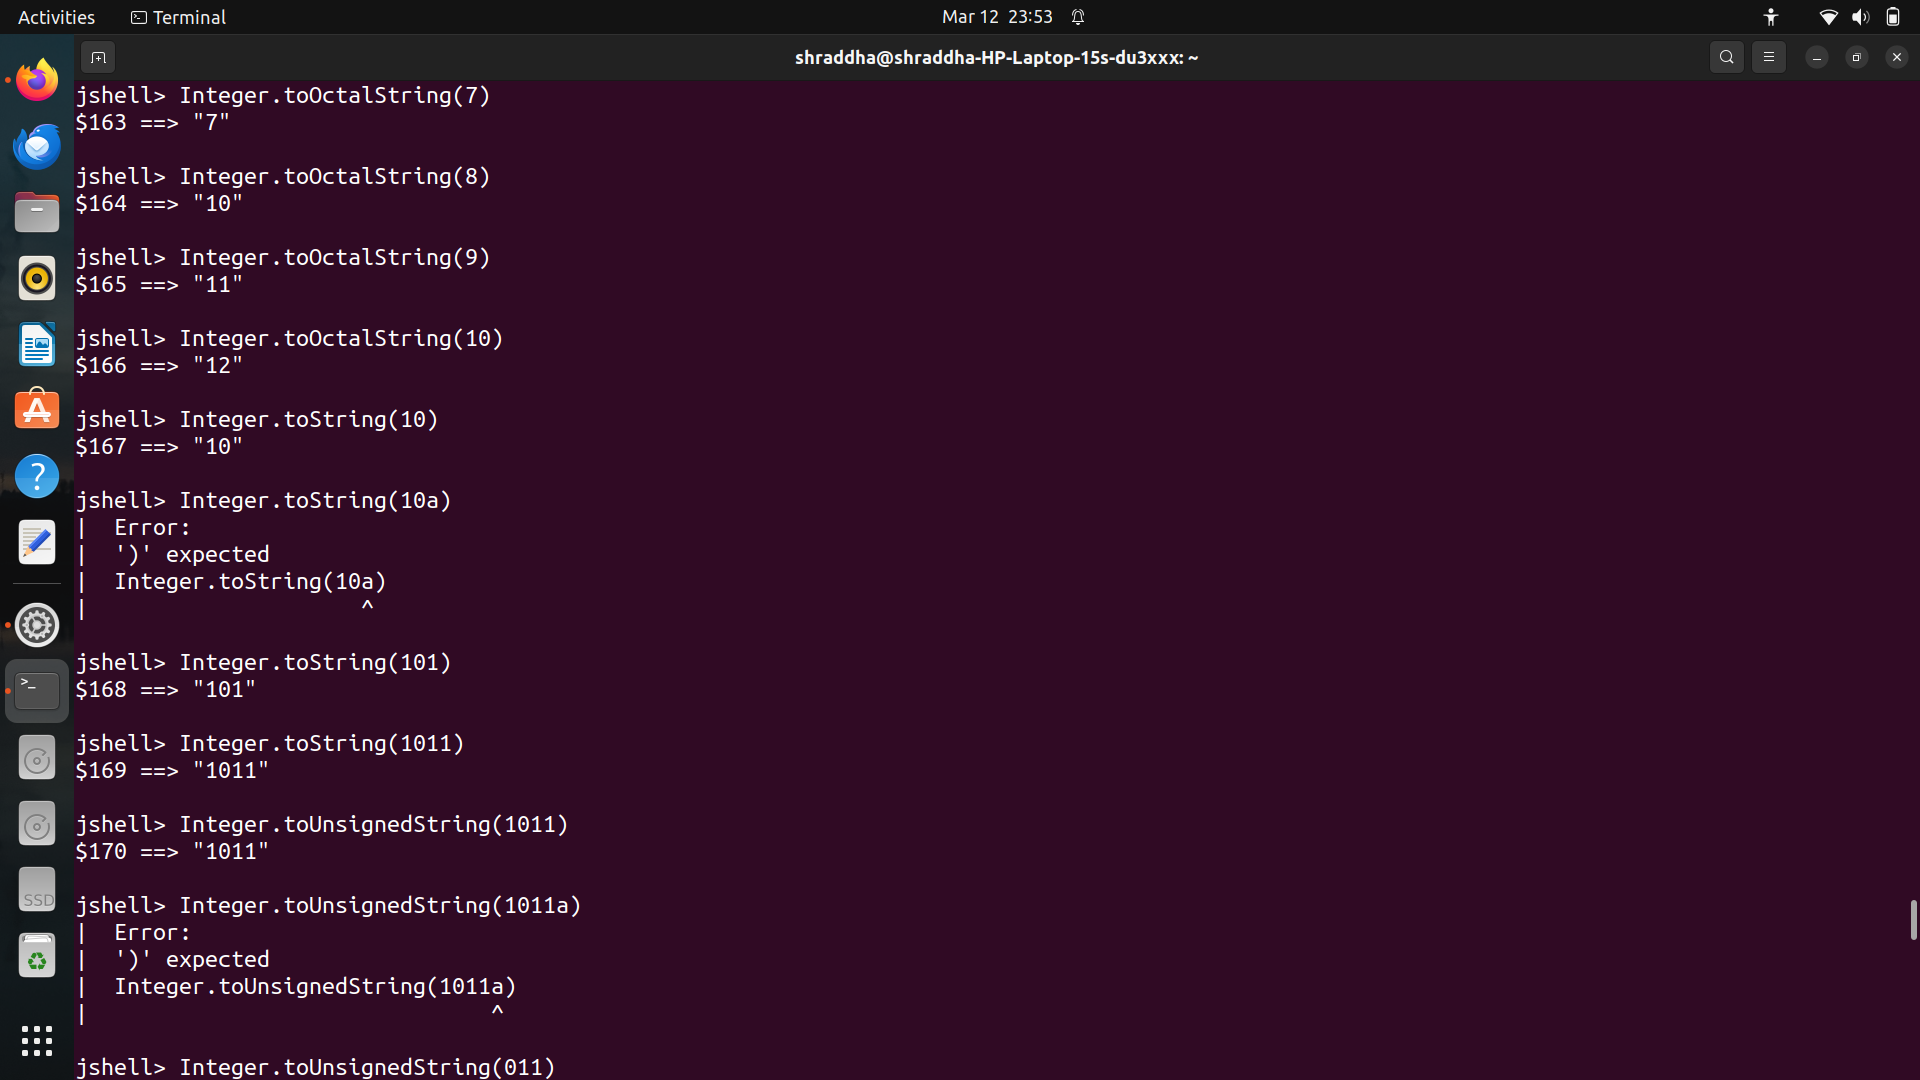 Activities
Terminal
Mar 12 23:53
shraddha@shraddha-HP-Laptop-15s-du3xxx: ~
jshell> Integer.toOctalString(7)
$163 ==> "7"
jshell> Integer.toOctalString(8)
$164 ==> "10"
jshell> Integer.toOctalString(9)
$165 ==> "11"
jshell> Integer.toOctalString(10)
$166 ==> "12"
jshell> Integer.toString(10)
$167 ==> "10"
jshell> Integer.toString(10a)
|  Error:
|  ')' expected
|  Integer.toString(10a)
|                     ^
jshell> Integer.toString(101)
$168 ==> "101"
jshell> Integer.toString(1011)
$169 ==> "1011"
jshell> Integer.toUnsignedString(1011)
$170 ==> "1011"
jshell> Integer.toUnsignedString(1011a)
|  Error:
|  ')' expected
|  Integer.toUnsignedString(1011a)
|                               ^
jshell> Integer.toUnsignedString(011)
SSD